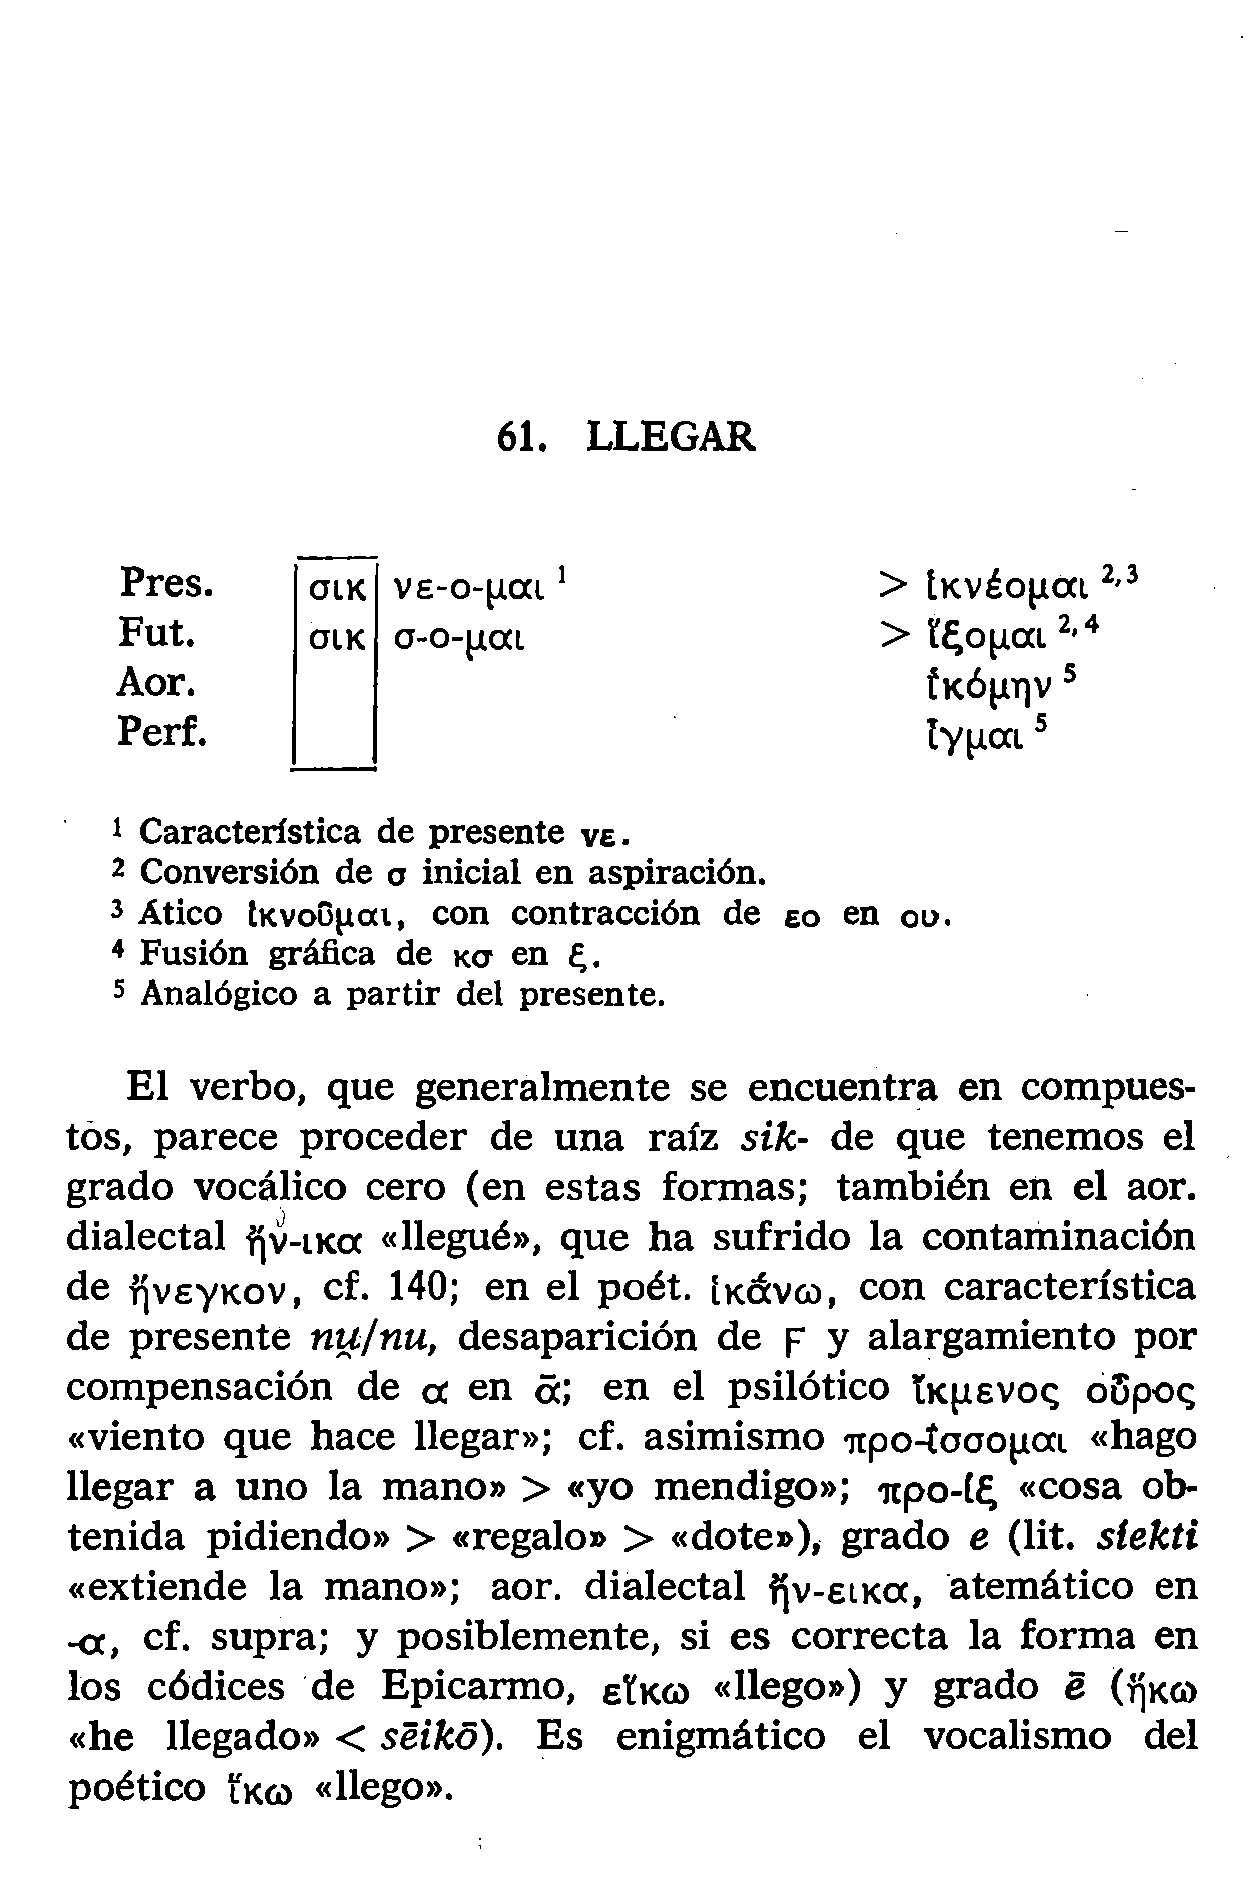 61. LLEGAR
Pres. σικ νε-ο-μαι ¹ > ἱκνέομαι ²,³
Fut. σικ σ-ο-μαι > ἵξομαι ²,⁴
Aor. ἱκόμην ⁵
Perf. ἷγμαι ⁵
¹ Característica de presente νε.
² Conversión de σ inicial en aspiración.
³ Ático ἱκνοῦμαι, con contracción de εο en ου.
⁴ Fusión gráfica de κσ en ξ.
⁵ Analógico a partir del presente.
El verbo, que generalmente se encuentra en compues-
tos, parece proceder de una raíz sik- de que tenemos el
grado vocálico cero (en estas formas; también en el aor.
dialectal ἤν-ικα «llegué», que ha sufrido la contaminación
de ἤνεγκον, cf. 140; en el poét. ἱκάνω, con característica
de presente nu̯/nu, desaparición de ϝ y alargamiento por
compensación de α en ᾱ; en el psilótico ἴκμενος οὖρος
«viento que hace llegar»; cf. asimismo προ-ΐσσομαι «hago
llegar a uno la mano» > «yo mendigo»; προ-ίξ «cosa ob-
tenida pidiendo» > «regalo» > «dote»), grado e (lit. siekti
«extiende la mano»; aor. dialectal ἤν-εικα, atemático en
-α, cf. supra; y posiblemente, si es correcta la forma en
los códices de Epicarmo, εἵκω «llego») y grado ē (ἥκω
«he llegado» < sēikō). Es enigmático el vocalismo del
poético ἵκω «llego».